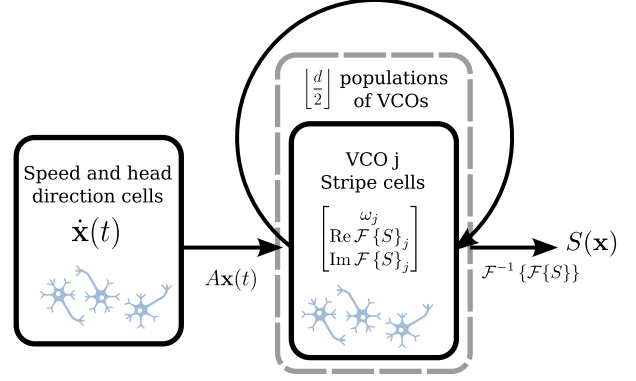 ⌊d/2⌋ populations
of VCOs
Speed and head
direction cells
ẋ(t)
Ax(t)
VCO j
Stripe cells
ω_j
Re F {S}_j
Im F {S}_j
S(x)
F⁻¹ {F{S}}